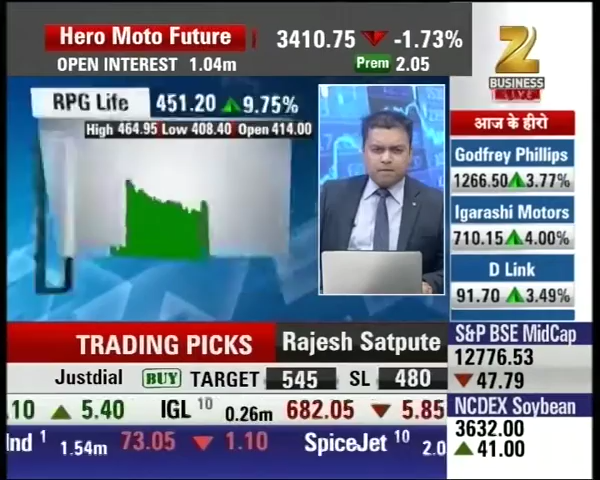 Hero Moto Future 3410.75 -1.73%
OPEN INTEREST 1.04m Prem 2.05
Z
BUSINESS
LIVE
RPG Life 451.20 9.75%
High 464.95 Low 408.40 Open 414.00
आज के हीरो
Godfrey Phillips
1266.50 3.77%
Igarashi Motors
710.15 4.00%
D Link
91.70 3.49%
TRADING PICKS Rajesh Satpute
Justdial BUY TARGET 545 SL 480
S&P BSE MidCap
12776.53
47.79
.10 5.40 IGL 10 0.26m 682.05 5.85
NCDEX Soybean
3632.00
41.00
Ind 1 1.54m 73.05 1.10 SpiceJet 10 2.0